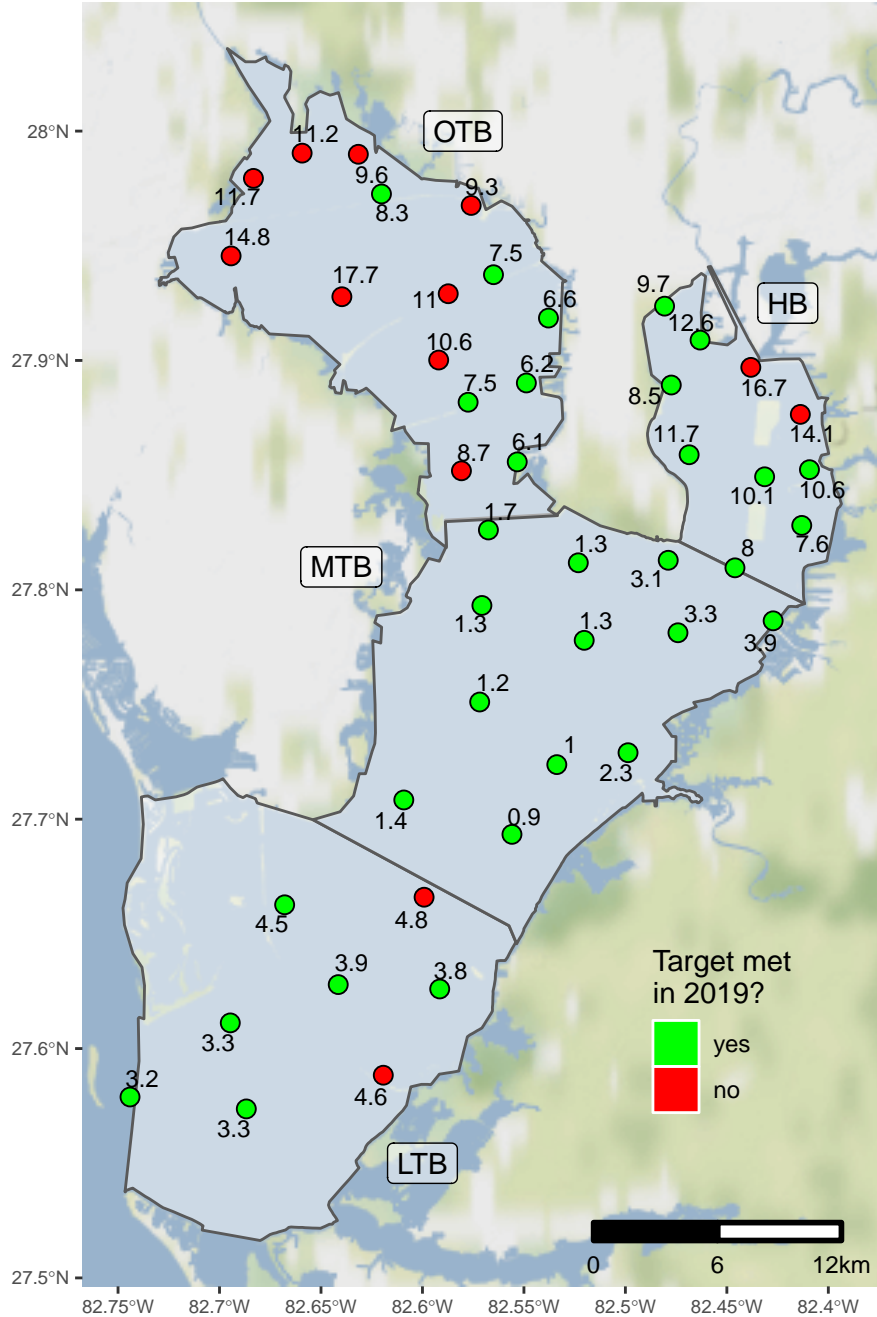 OTB
28°N
11.2
9.6
11.7
8.3
9.3
14.8
7.5
9.7
HB
17.7
11
6.6
12.6
27.9°N
10.6
6.2
16.7
7.5
8.5
14.1
8.7
6.1
11.7
10.1
10.6
1.7
7.6
MTB
1.3
3.1
8
27.8°N
1.3
1.3
3.3
3.9
1.2
1
2.3
27.7°N
1.4
0.9
4.5
4.8
3.9
3.8
Target met
in 2019?
3.3
27.6°N
yes
3.2
4.6
no
3.3
LTB
0 6 12km
27.5°N
82.75°W 82.7°W 82.65°W 82.6°W 82.55°W 82.5°W 82.45°W 82.4°W